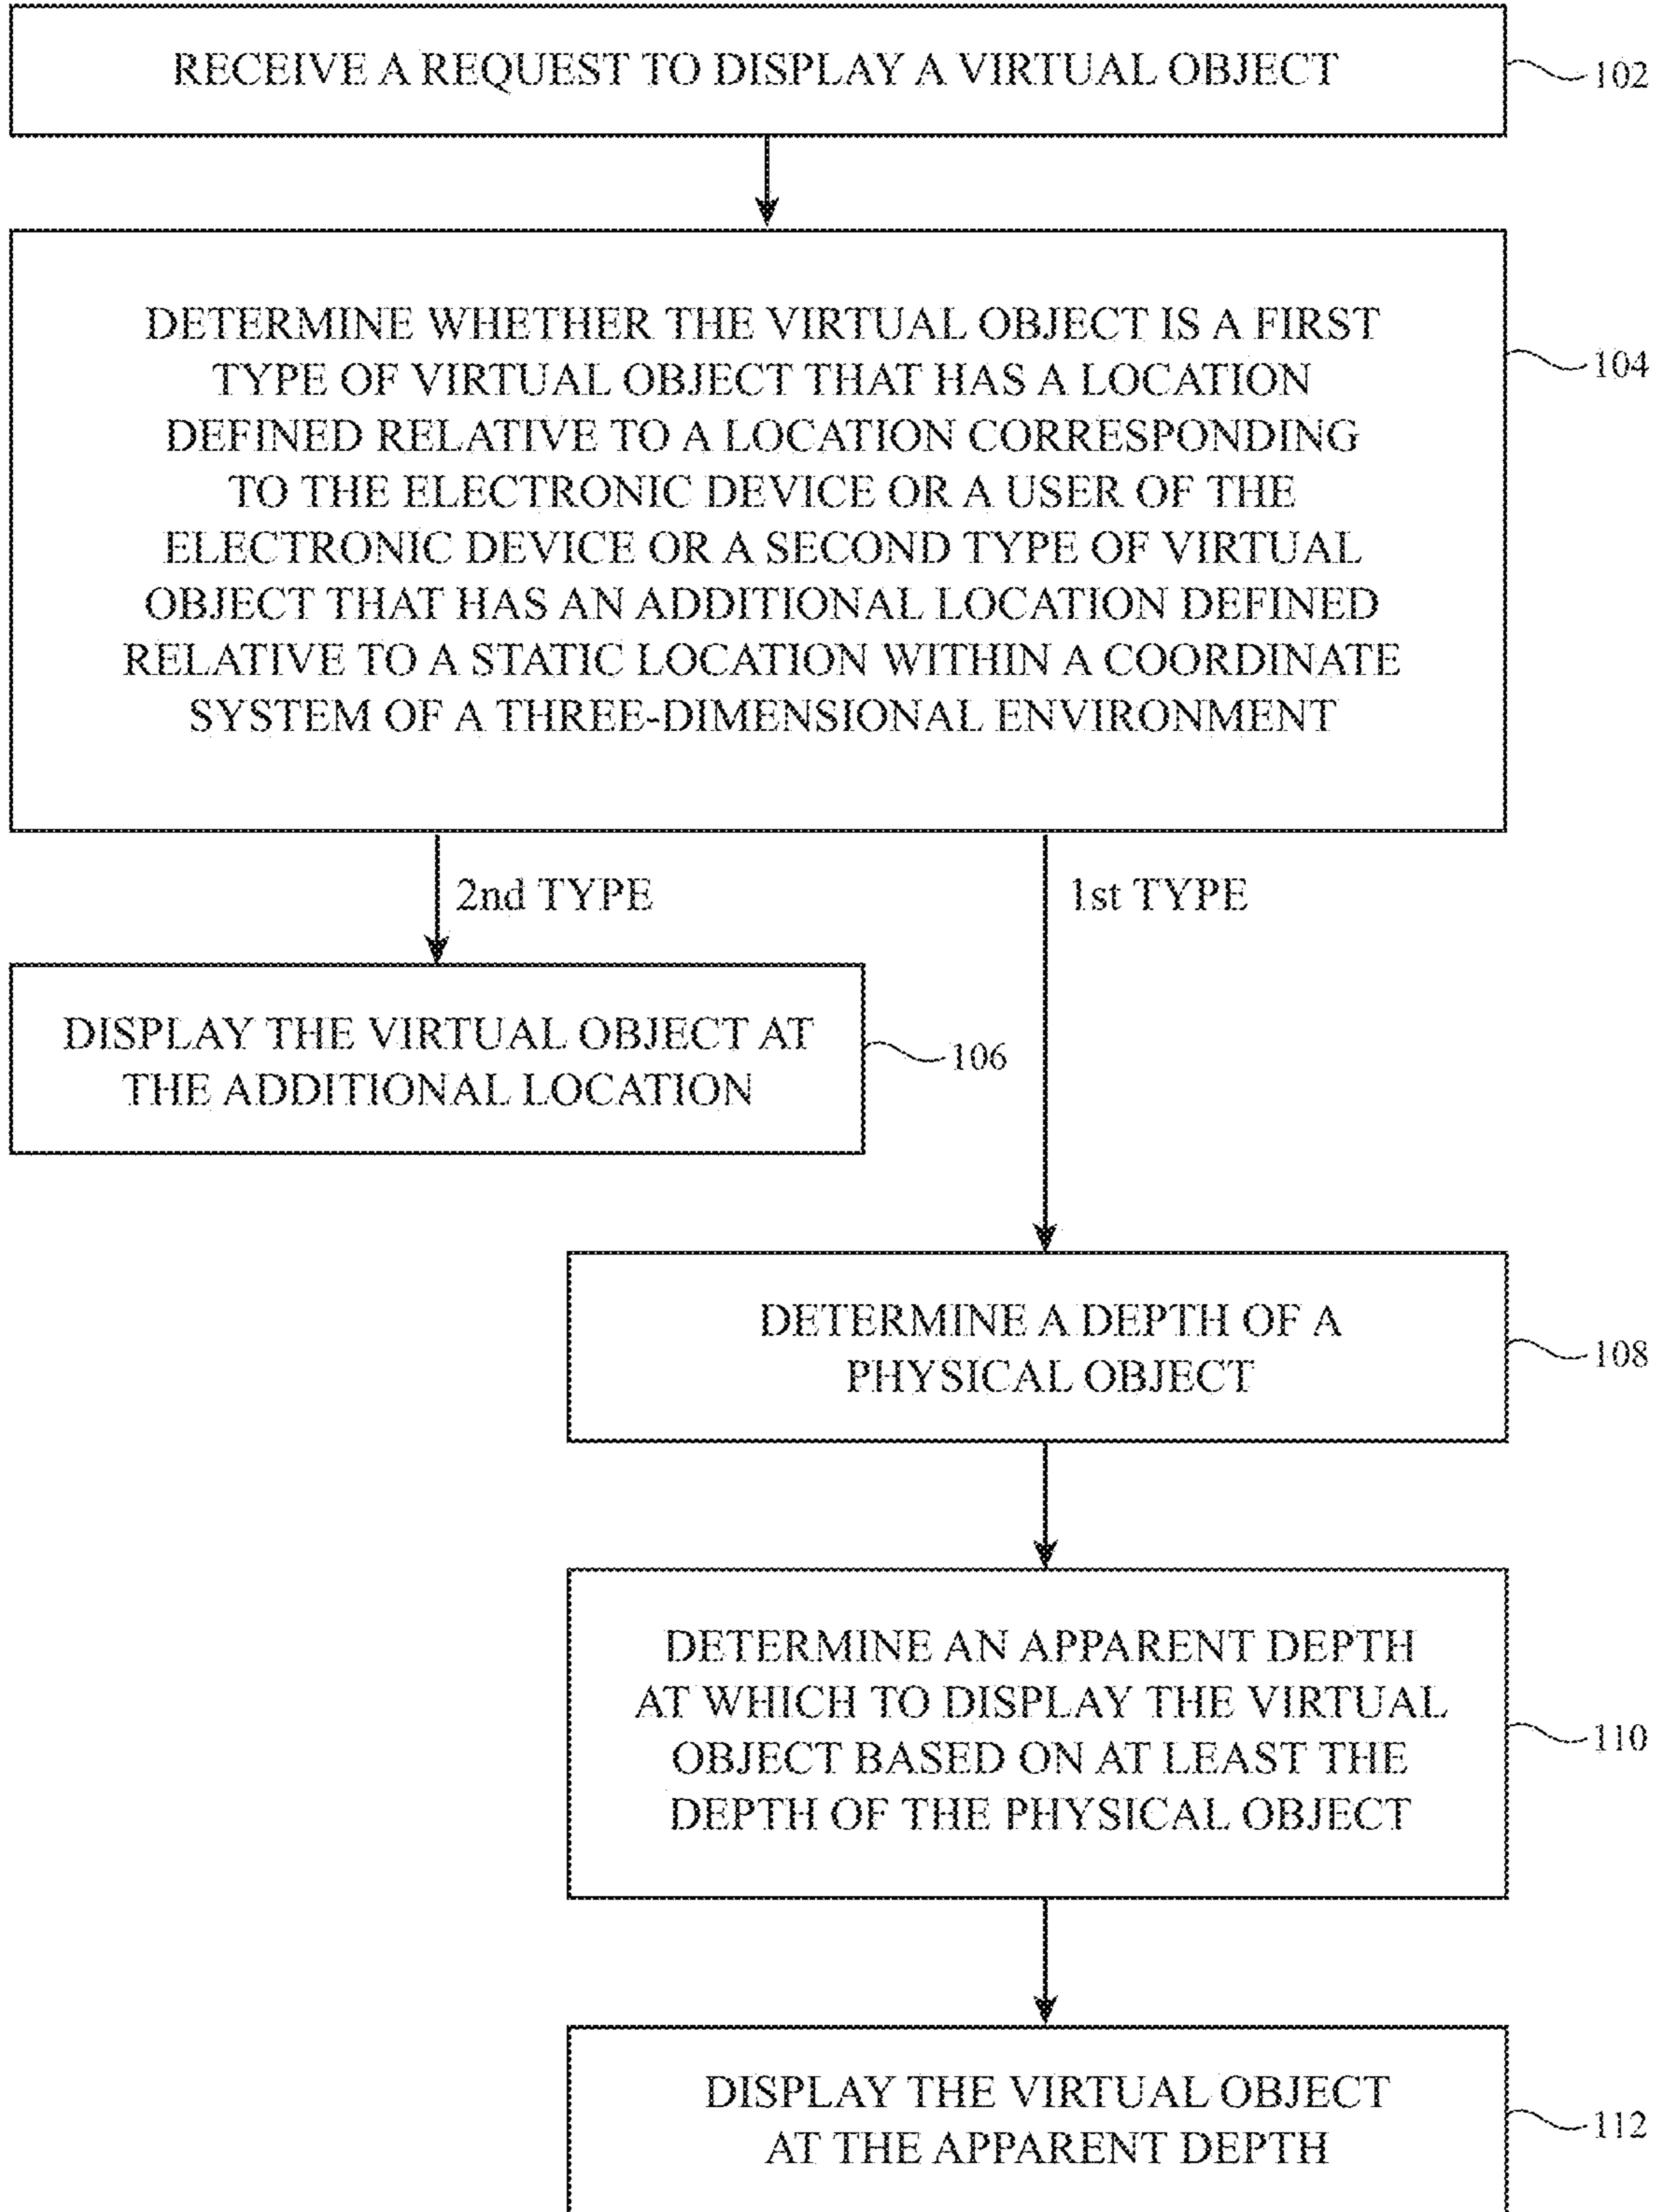 RECEIVE A REQUEST TO DISPLAY A VIRTUAL OBJECT
102
DETERMINE WHETHER THE VIRTUAL OBJECT IS A FIRST
TYPE OF VIRTUAL OBJECT THAT HAS A LOCATION
DEFINED RELATIVE TO A LOCATION CORRESPONDING
TO THE ELECTRONIC DEVICE OR A USER OF THE
ELECTRONIC DEVICE OR A SECOND TYPE OF VIRTUAL
OBJECT THAT HAS AN ADDITIONAL LOCATION DEFINED
RELATIVE TO A STATIC LOCATION WITHIN A COORDINATE
SYSTEM OF A THREE-DIMENSIONAL ENVIRONMENT
104
2nd TYPE
1st TYPE
DISPLAY THE VIRTUAL OBJECT AT
THE ADDITIONAL LOCATION
106
DETERMINE A DEPTH OF A
PHYSICAL OBJECT
108
DETERMINE AN APPARENT DEPTH
AT WHICH TO DISPLAY THE VIRTUAL
OBJECT BASED ON AT LEAST THE
DEPTH OF THE PHYSICAL OBJECT
110
DISPLAY THE VIRTUAL OBJECT
AT THE APPARENT DEPTH
112